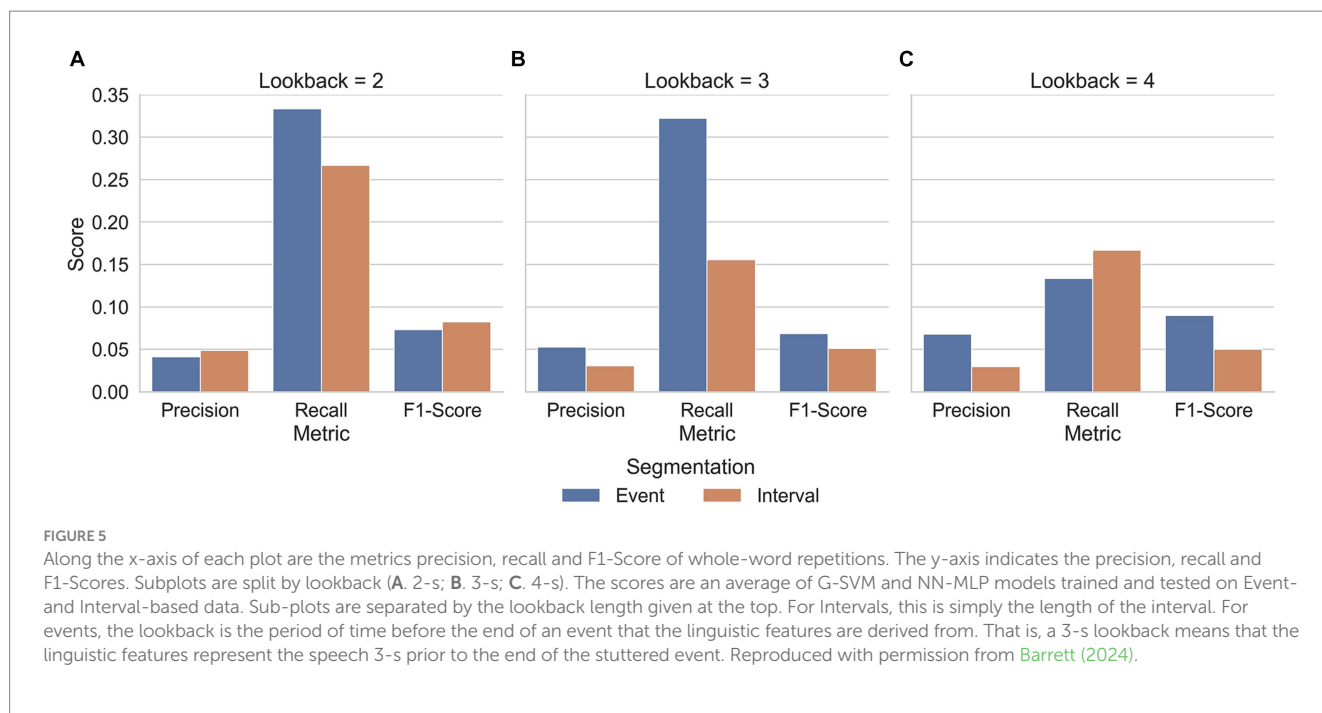 A
B
C
Lookback = 2
Lookback = 3
Lookback = 4
Score
0.35
0.30
0.25
0.20
0.15
0.10
0.05
0.00
Precision Recall F1-Score
Metric
Precision Recall F1-Score
Metric
Precision Recall F1-Score
Metric
Segmentation
Event Interval
FIGURE 5
Along the x-axis of each plot are the metrics precision, recall and F1-Score of whole-word repetitions. The y-axis indicates the precision, recall and
F1-Scores. Subplots are split by lookback (A. 2-s; B. 3-s; C. 4-s). The scores are an average of G-SVM and NN-MLP models trained and tested on Event-
and Interval-based data. Sub-plots are separated by the lookback length given at the top. For Intervals, this is simply the length of the interval. For
events, the lookback is the period of time before the end of an event that the linguistic features are derived from. That is, a 3-s lookback means that the
linguistic features represent the speech 3-s prior to the end of the stuttered event. Reproduced with permission from Barrett (2024).